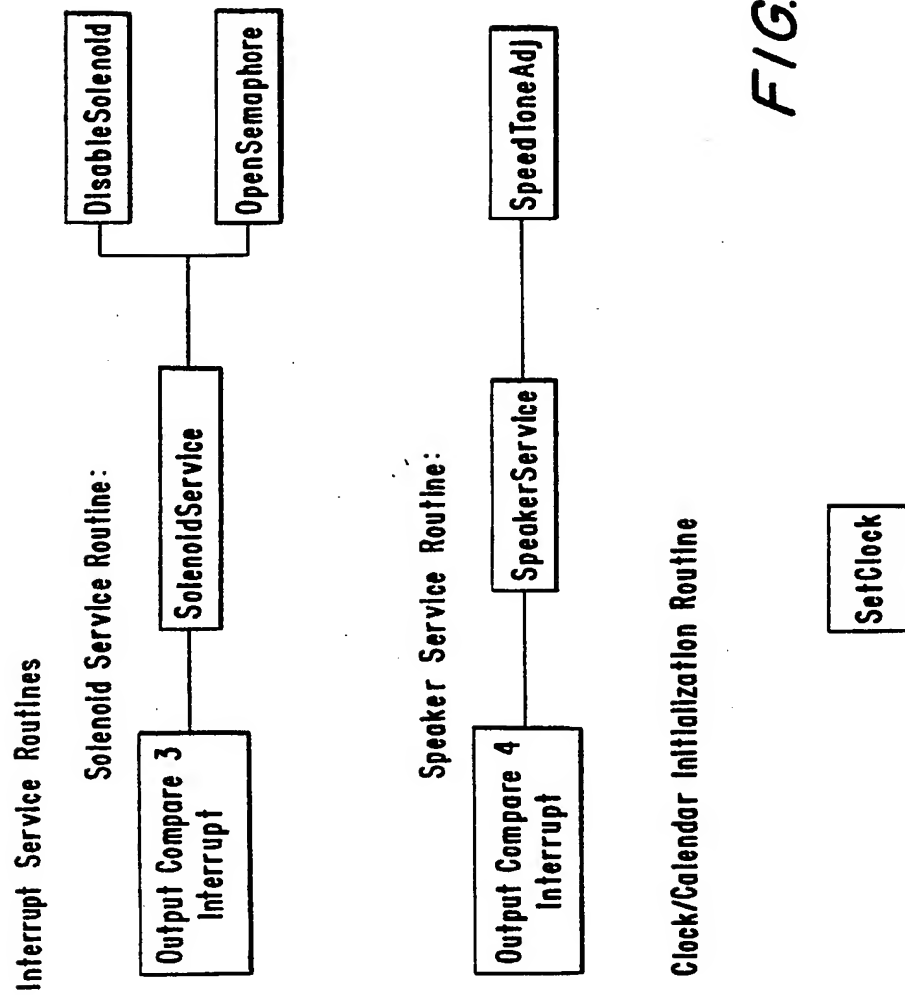 Interrupt Service Routines
Solenoid Service Routine:
Output Compare 3
Interrupt
SolenoidService
DisableSolenoid
OpenSemaphore
Speaker Service Routine:
Output Compare 4
Interrupt
SpeakerService
SpeedToneAdj
Clock/Calendar Initialization Routine
SetClock
FIG.